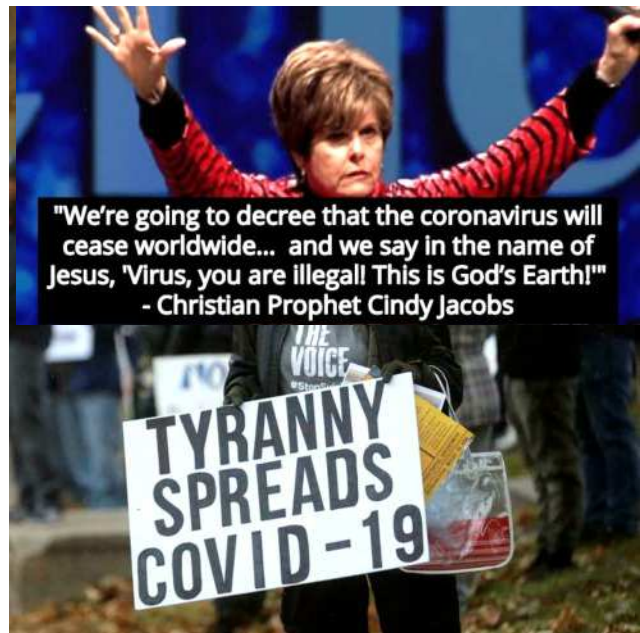 "We're going to decree that the coronavirus will
cease worldwide... and we say in the name of
Jesus, 'Virus, you are illegal! This is God's Earth!'"
- Christian Prophet Cindy Jacobs
THE
VOICE
TYRANNY
SPREADS
COVID-19